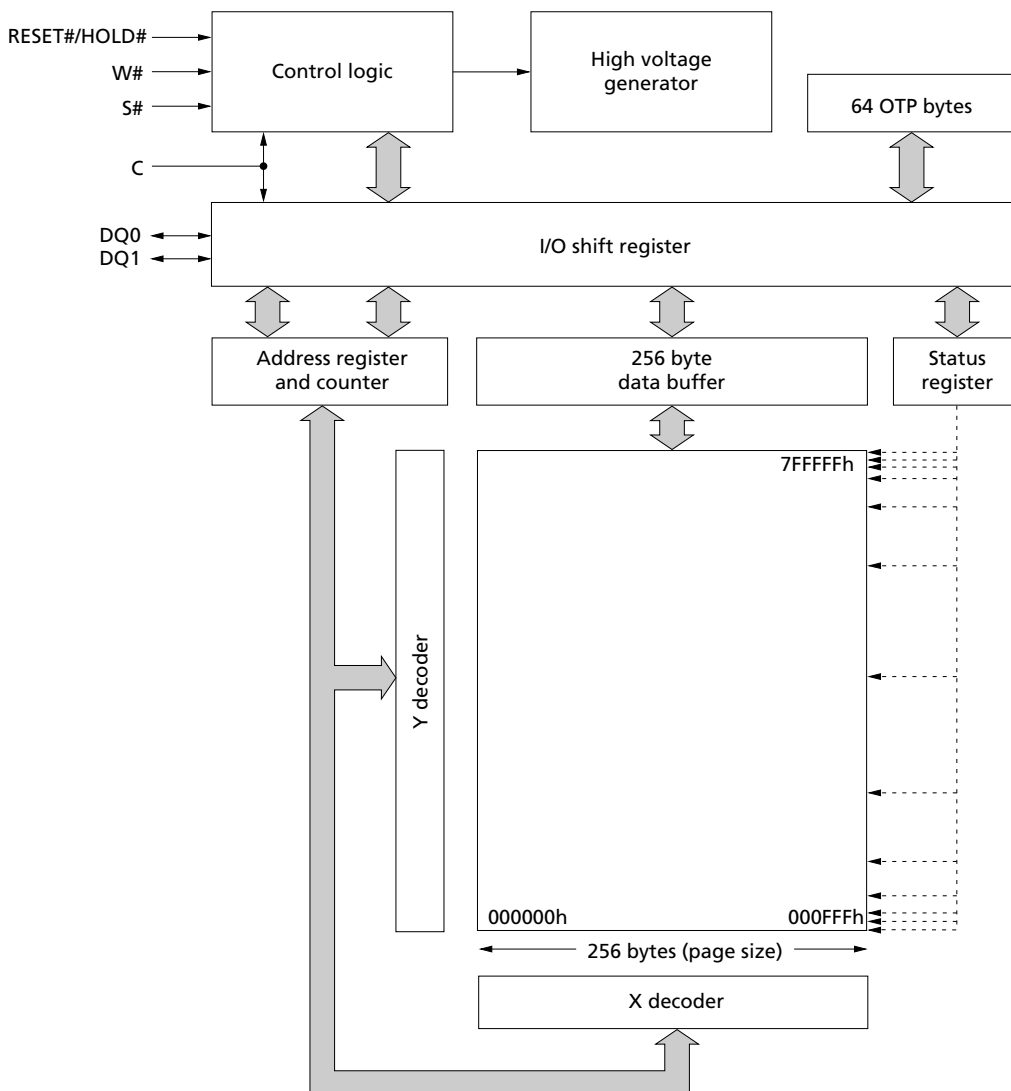 RESET#/HOLD#
W#
S#
Control logic
High voltage
generator
64 OTP bytes
C
DQ0
DQ1
I/O shift register
Address register
and counter
256 byte
data buffer
Status
register
7FFFFFh
Y decoder
000000h
000FFFh
256 bytes (page size)
X decoder